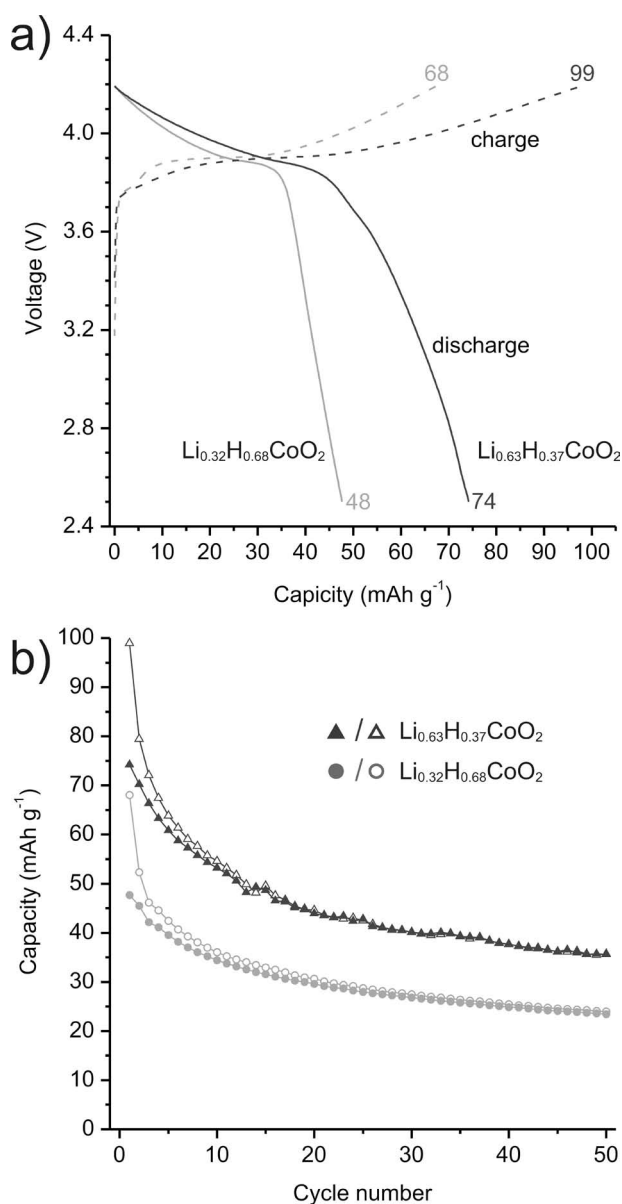 a)
4.4
4.0
3.6
3.2
2.8
2.4
Voltage (V)
68
99
charge
discharge
Li₀.₃₂H₀.₆₈CoO₂
Li₀.₆₃H₀.₃₇CoO₂
48
74
0 10 20 30 40 50 60 70 80 90 100
Capicity (mAh g⁻¹)
b)
100
90
80
70
60
50
40
30
20
10
0
Capacity (mAh g⁻¹)
/ Li₀.₆₃H₀.₃₇CoO₂
/ Li₀.₃₂H₀.₆₈CoO₂
0 10 20 30 40 50
Cycle number